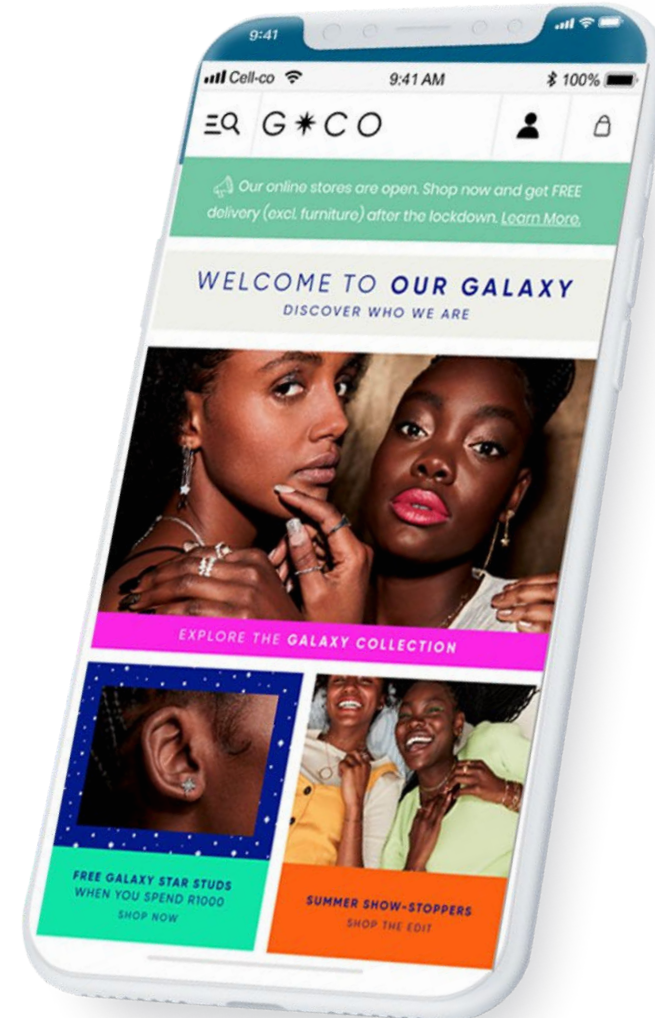 9:41
Cell-co 9:41 AM 100%
G*CO
Our online stores are open. Shop now and get FREE
delivery (excl. furniture) after the lockdown. Learn More.
WELCOME TO OUR GALAXY
DISCOVER WHO WE ARE
EXPLORE THE GALAXY COLLECTION
FREE GALAXY STAR STUDS
WHEN YOU SPEND R1000
SHOP NOW
SUMMER SHOW-STOPPERS
SHOP THE EDIT